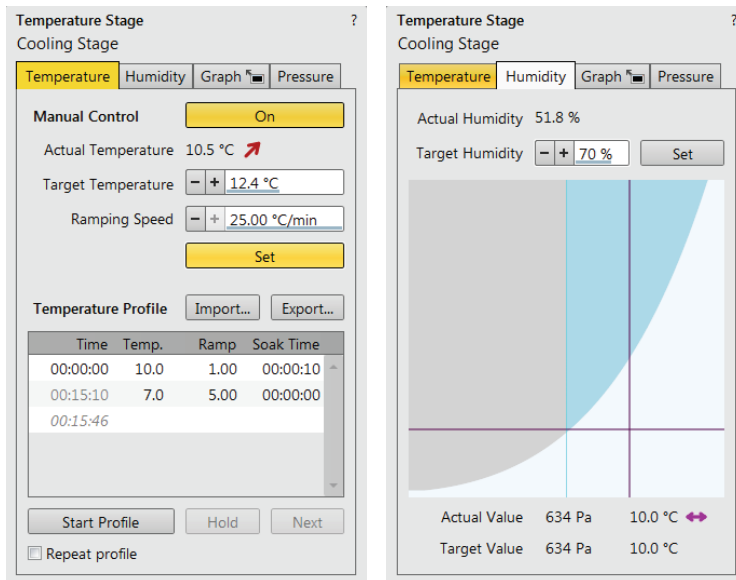 Temperature Stage ?
Cooling Stage
Temperature Humidity Graph Pressure
Manual Control On
Actual Temperature 10.5 °C
Target Temperature - + 12.4 °C
Ramping Speed - + 25.00 °C/min
Set
Temperature Profile Import... Export...
Time Temp. Ramp Soak Time
00:00:00 10.0 1.00 00:00:10
00:15:10 7.0 5.00 00:00:00
00:15:46
Start Profile Hold Next
Repeat profile
Temperature Stage ?
Cooling Stage
Temperature Humidity Graph Pressure
Actual Humidity 51.8 %
Target Humidity - + 70 % Set
Actual Value 634 Pa 10.0 °C
Target Value 634 Pa 10.0 °C